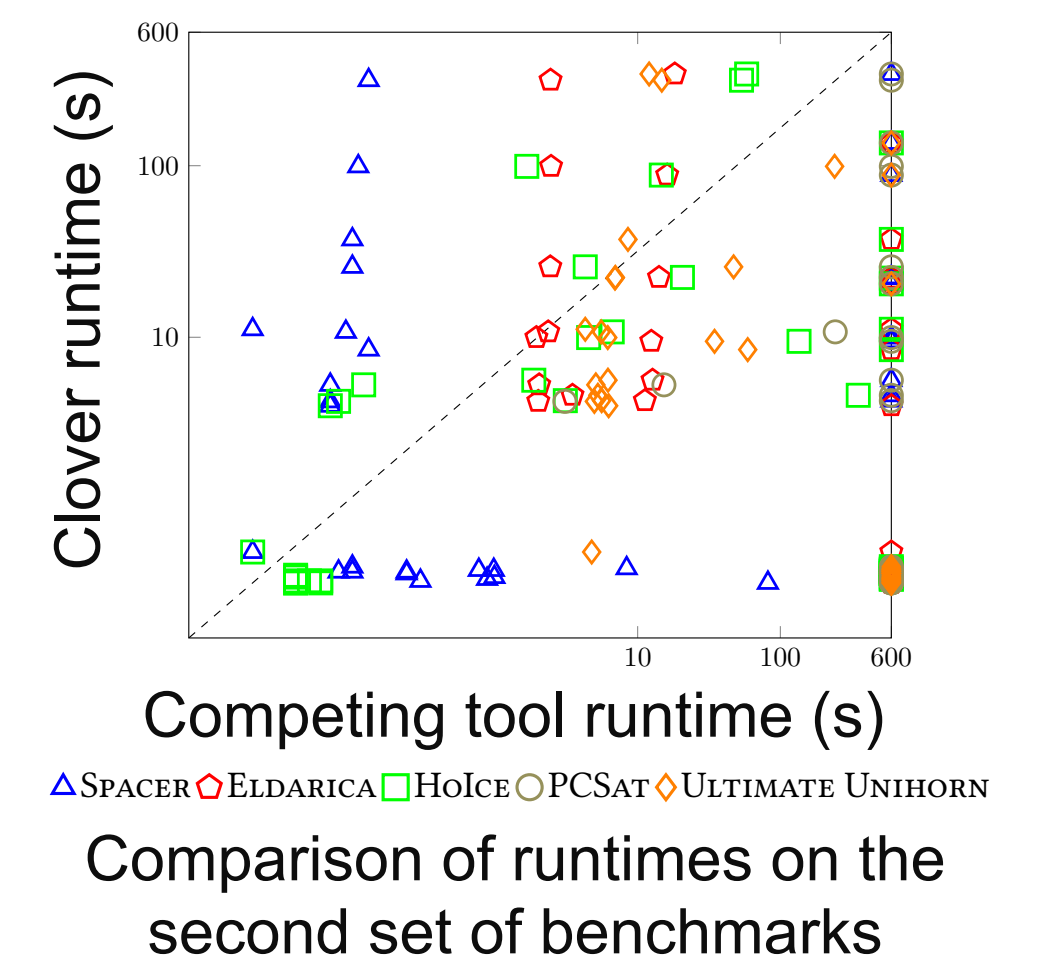 600
100
10
Clover runtime (s)
10 100 600
Competing tool runtime (s)
SPACER ELDARICA HOICE PCSAT ULTIMATE UNIHORN
Comparison of runtimes on the
second set of benchmarks